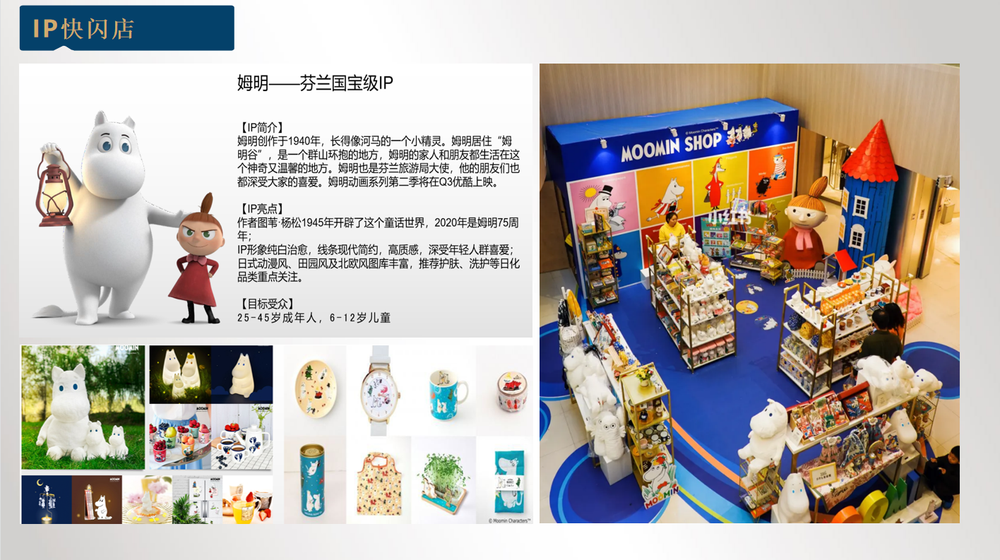 IP快闪店
姆明——芬兰国宝级IP
【IP简介】
姆明创作于1940年，长得像河马的一个小精灵。姆明居住“姆
明谷”，是一个群山环抱的地方，姆明的家人和朋友都生活在这
个神奇又温馨的地方。姆明也是芬兰旅游局大使，他的朋友们也
都深受大家的喜爱。姆明动画系列第二季将在Q3优酷上映。
【IP亮点】
作者图苇·杨松1945年开辟了这个童话世界，2020年是姆明75周
年；
IP形象纯白治愈，线条现代简约，高质感，深受年轻人群喜爱；
日式动漫风、田园风及北欧风图库丰富，推荐护肤、洗护等日化
品类重点关注。
【目标受众】
25-45岁成年人，6-12岁儿童
MOOMIN
MOOMIN
MOOMIN
MOOMIN
MOOMIN
© Moomin Characters™
© Moomin Characters™
MOOMIN SHOP
小红书
MOOMIN